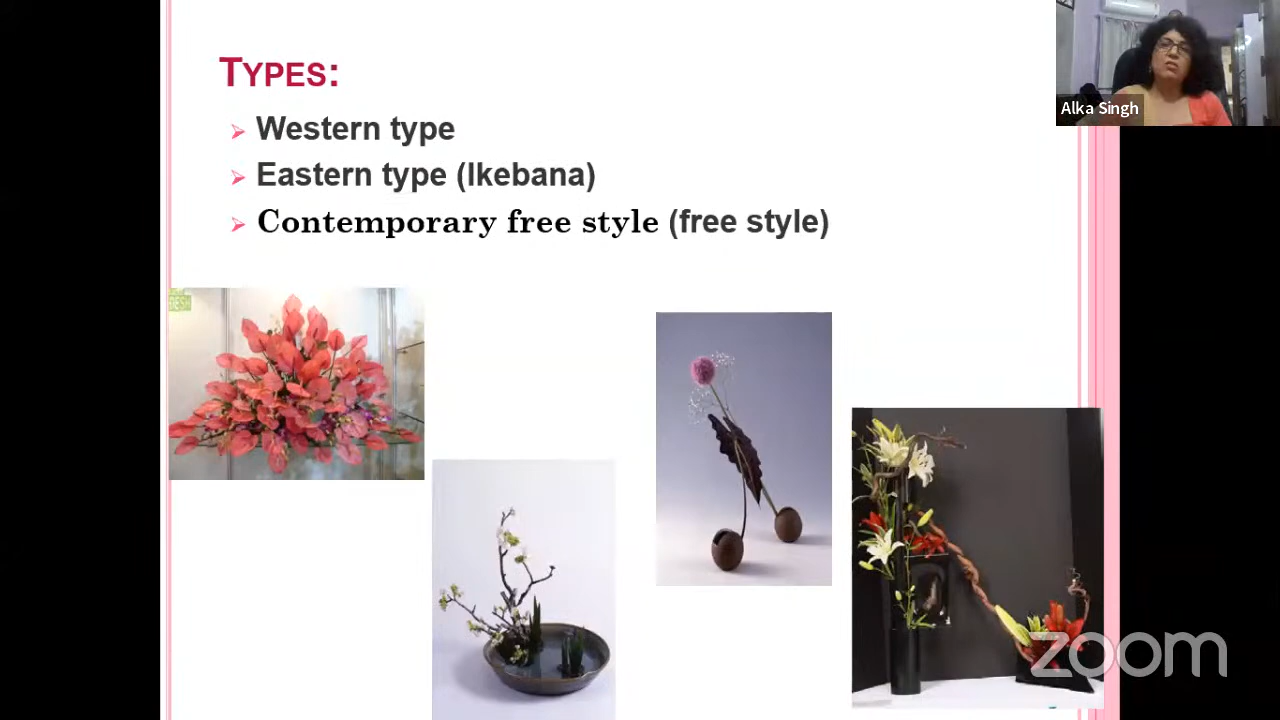 TYPES:
Western type
Eastern type (Ikebana)
Contemporary free style (free style)
Alka Singh
zoom